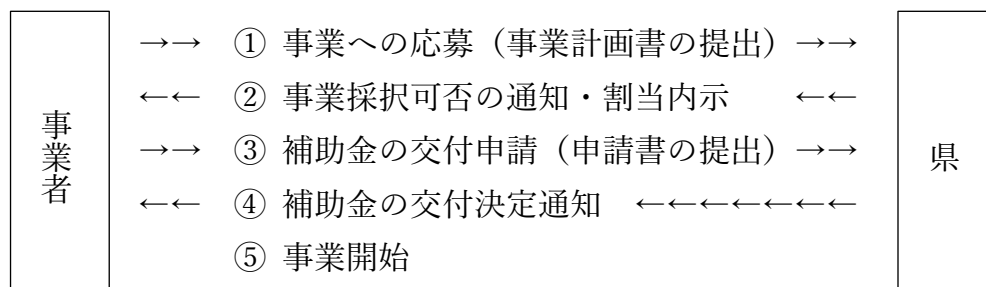 事業者
→→ ① 事業への応募（事業計画書の提出）→→
←← ② 事業採択可否の通知・割当内示 ←←
→→ ③ 補助金の交付申請（申請書の提出）→→
←← ④ 補助金の交付決定通知 ←←←←←←←
⑤ 事業開始
県